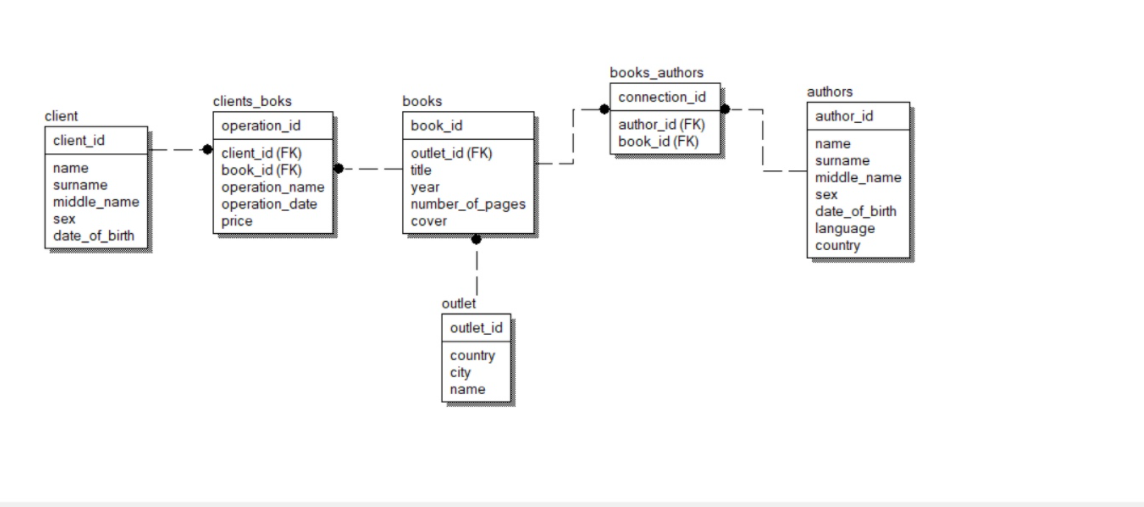 client
client_id
name
surname
middle_name
sex
date_of_birth
clients_boks
operation_id
client_id (FK)
book_id (FK)
operation_name
operation_date
price
books
book_id
outlet_id (FK)
title
year
number_of_pages
cover
outlet
outlet_id
country
city
name
books_authors
connection_id
author_id (FK)
book_id (FK)
authors
author_id
name
surname
middle_name
sex
date_of_birth
language
country